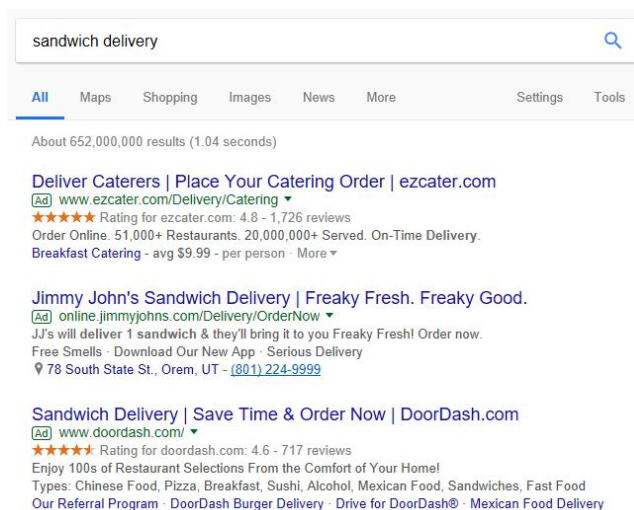 sandwich delivery
All Maps Shopping Images News More Settings Tools
About 652,000,000 results (1.04 seconds)
Deliver Caterers | Place Your Catering Order | ezcater.com
Ad www.ezcater.com/Delivery/Catering
Rating for ezcater.com: 4.8 - 1,726 reviews
Order Online. 51,000+ Restaurants. 20,000,000+ Served. On-Time Delivery.
Breakfast Catering - avg $9.99 - per person · More
Jimmy John's Sandwich Delivery | Freaky Fresh. Freaky Good.
Ad online.jimmyjohns.com/Delivery/OrderNow
JJ's will deliver 1 sandwich & they'll bring it to you Freaky Fresh! Order now.
Free Smells · Download Our New App · Serious Delivery
78 South State St., Orem, UT - (801) 224-9999
Sandwich Delivery | Save Time & Order Now | DoorDash.com
Ad www.doordash.com/
Rating for doordash.com: 4.6 - 717 reviews
Enjoy 100s of Restaurant Selections From the Comfort of Your Home!
Types: Chinese Food, Pizza, Breakfast, Sushi, Alcohol, Mexican Food, Sandwiches, Fast Food
Our Referral Program · DoorDash Burger Delivery · Drive for DoorDash® · Mexican Food Delivery